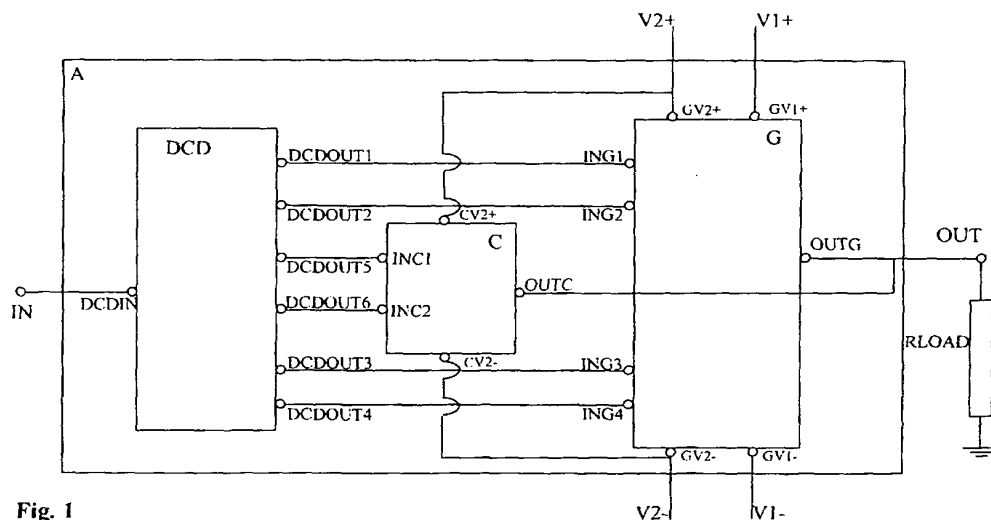 V2+ V1+
A
GV2+ GV1+
G
DCD
DCDOUT1 ING1
DCDOUT2 ING2
CV2+
C
DCDOUT5 INC1
OUTG OUT
DCDIN
IN
OUTC
DCDOUT6 INC2
RLOAD
CV2-
DCDOUT3 ING3
DCDOUT4 ING4
GV2- GV1-
Fig. 1
V2- V1-